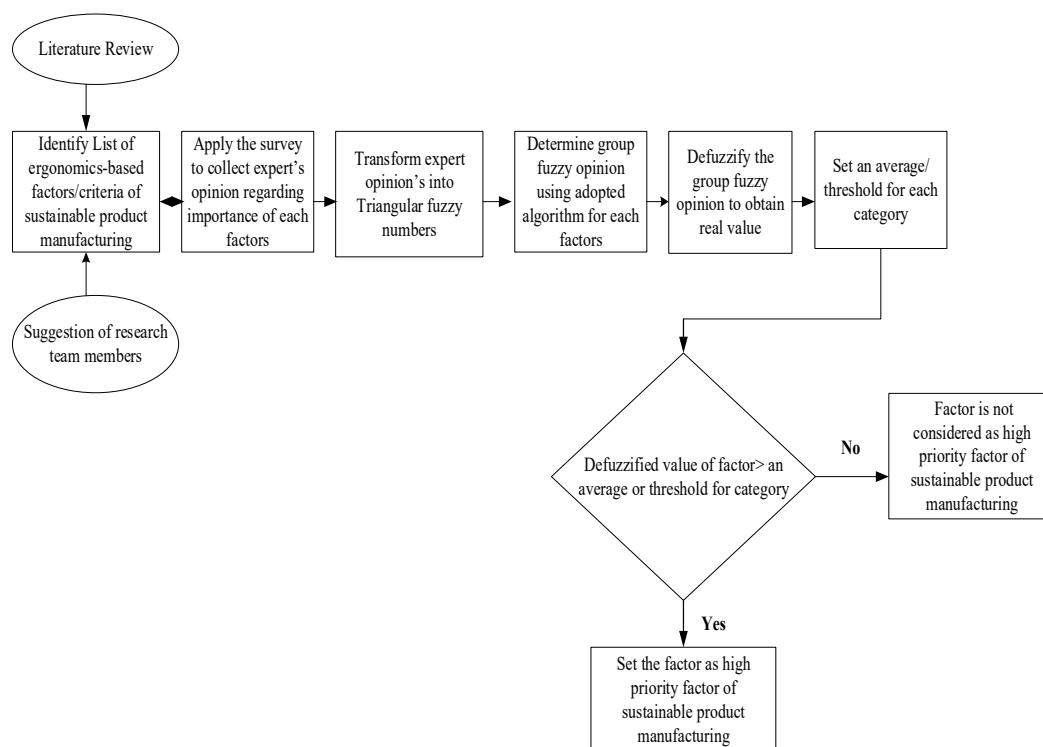 Literature Review
Identify List of
ergonomics-based
factors/criteria of
sustainable product
manufacturing
Apply the survey
to collect expert’s
opinion regarding
importance of each
factors
Transform expert
opinion’s into
Triangular fuzzy
numbers
Determine group
fuzzy opinion
using adopted
algorithm for each
factors
Defuzzify the
group fuzzy
opinion to obtain
real value
Set an average/
threshold for each
category
Suggestion of research
team members
Defuzzified value of factor> an
average or threshold for category
No
Factor is not
considered as high
priority factor of
sustainable product
manufacturing
Yes
Set the factor as high
priority factor of
sustainable product
manufacturing